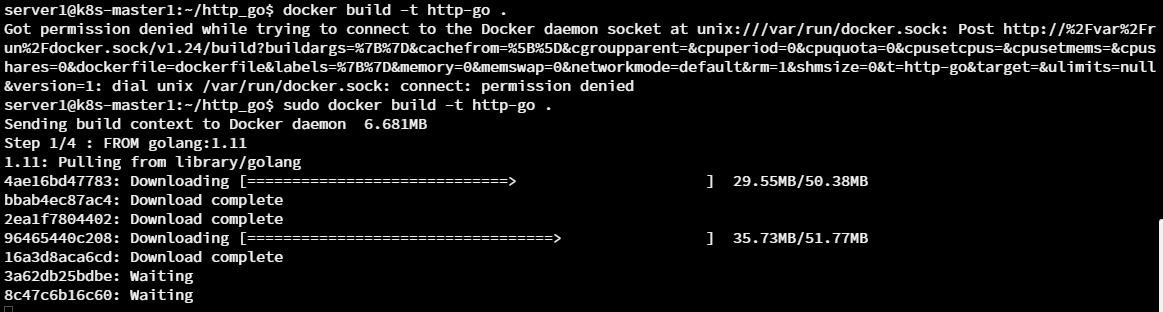 server1@k8s-master1:~/http_go$ docker build -t http-go .
Got permission denied while trying to connect to the Docker daemon socket at unix:///var/run/docker.sock: Post http://%2Fvar%2Fr
un%2Fdocker.sock/v1.24/build?buildargs=%7B%7D&cachefrom=%5B%5D&cgroupparent=&cpuperiod=0&cpuquota=0&cpusetcpus=&cpusetmems=&cpus
hares=0&dockerfile=dockerfile&labels=%7B%7D&memory=0&memswap=0&networkmode=default&rm=1&shmsize=0&t=http-go&target=&ulimits=null
&version=1: dial unix /var/run/docker.sock: connect: permission denied
server1@k8s-master1:~/http_go$ sudo docker build -t http-go .
Sending build context to Docker daemon  6.681MB
Step 1/4 : FROM golang:1.11
1.11: Pulling from library/golang
4ae16bd47783: Downloading [=============================>                     ]  29.55MB/50.38MB
bbab4ec87ac4: Download complete
2ea1f7804402: Download complete
96465440c208: Downloading [==================================>                ]  35.73MB/51.77MB
16a3d8aca6cd: Download complete
3a62db25bdbe: Waiting
8c47c6b16c60: Waiting